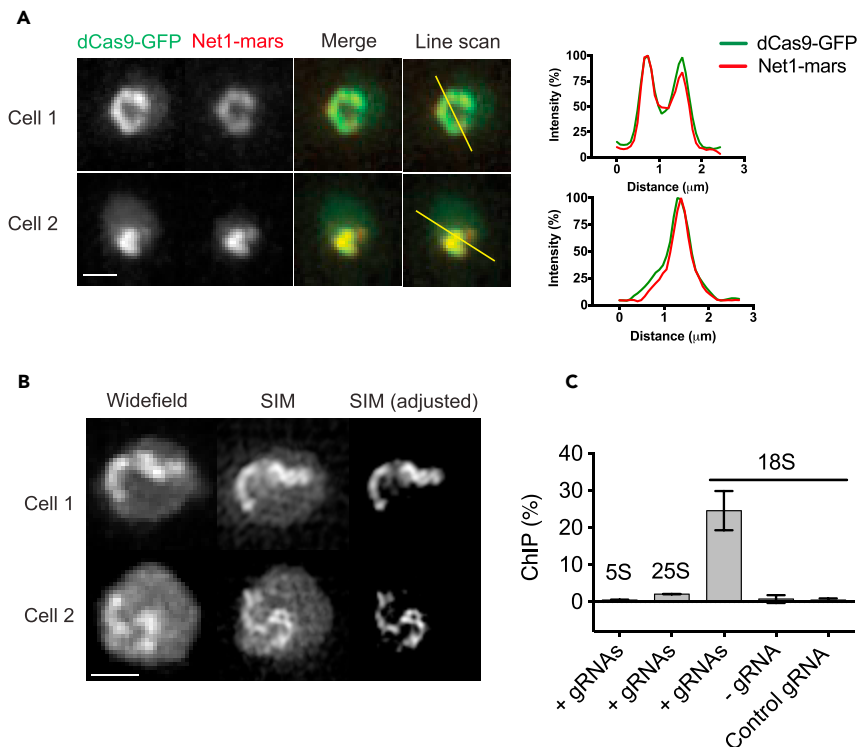 A
dCas9-GFP Net1-mars Merge Line scan
Cell 1
Cell 2
dCas9-GFP
Net1-mars
Intensity (%)
100
75
50
25
0
0 1 2 3
Distance (μm)
Intensity (%)
100
75
50
25
0
0 1 2 3
Distance (μm)
B
Widefield SIM SIM (adjusted)
Cell 1
Cell 2
C
ChIP (%)
40
30
20
10
0
18S
5S
25S
+ gRNAs
+ gRNAs
+ gRNAs
- gRNA
Control gRNA